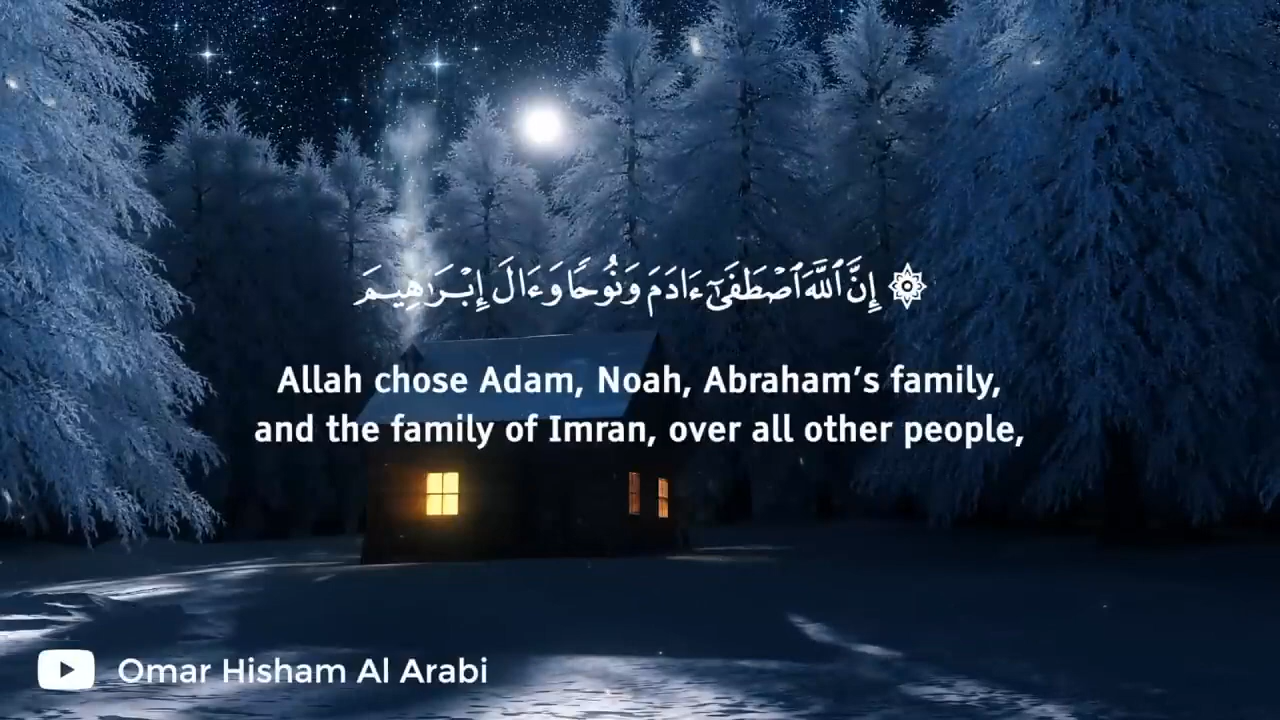 ۞ إِنَّ ٱللَّهَ ٱصْطَفَىٰٓ ءَادَمَ وَنُوحًا وَءَالَ إِبْرَٰهِيمَ
Allah chose Adam, Noah, Abraham’s family,
and the family of Imran, over all other people,
Omar Hisham Al Arabi